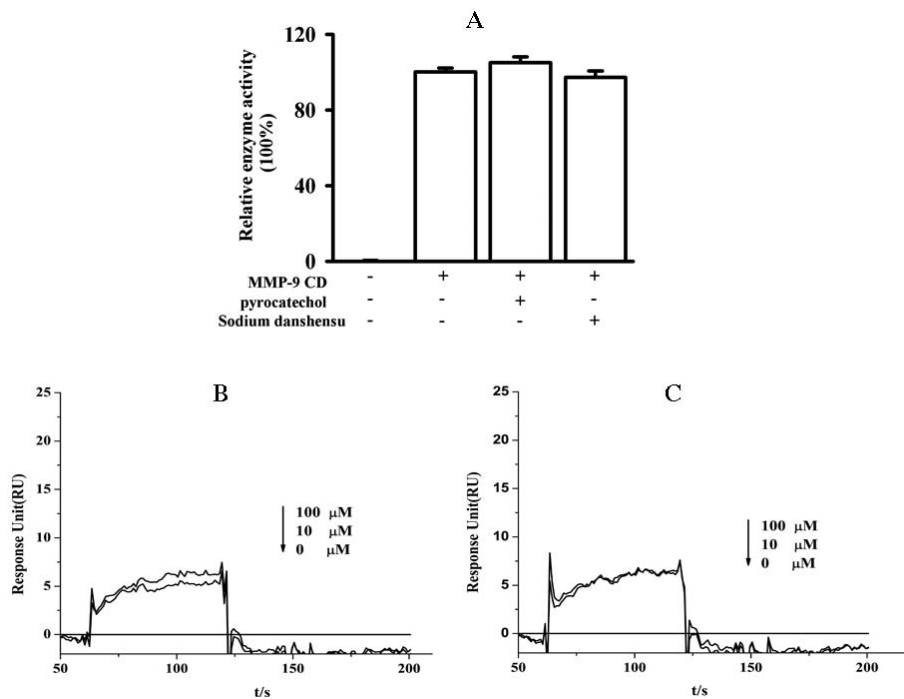 A
120
80
40
0
Relative enzyme activity
(100%)
MMP-9 CD - + + +
pyrocatechol - - + -
Sodium danshensu - - - +
B
25
20
15
10
5
0
Response Unit(RU)
100 μM
10 μM
0 μM
50 100 150 200
t/s
C
25
20
15
10
5
0
Response Unit(RU)
100 μM
10 μM
0 μM
50 100 150 200
t/s